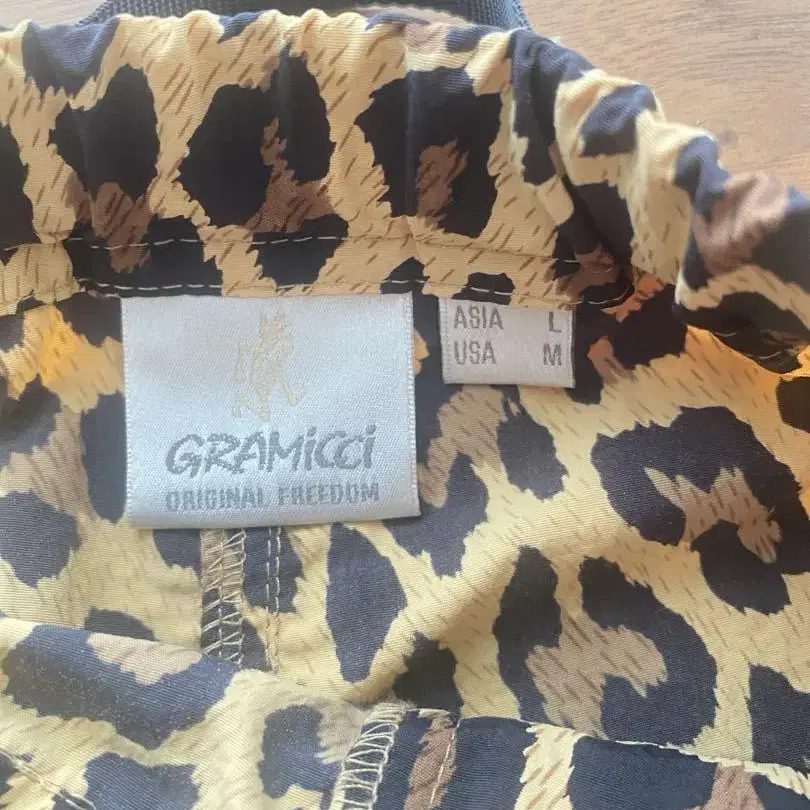 GRAMiCCi
ORIGINAL FREEDOM
ASIA L
USA M